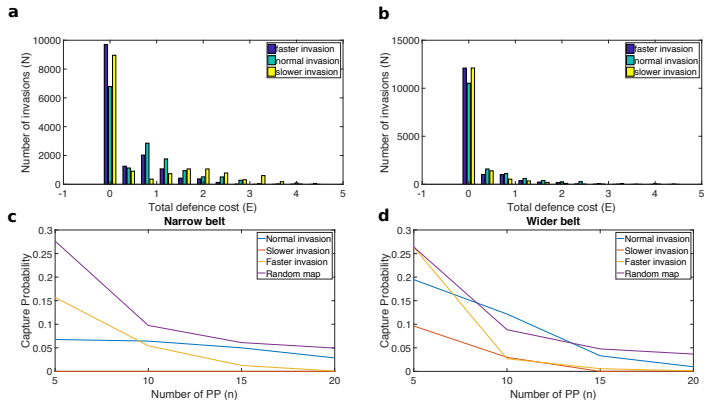 a
b
Number of invasions (N)
10000
8000
6000
4000
2000
0
-1
0
1
2
3
4
5
Total defence cost (E)
faster invasion
normal invasion
slower invasion
Number of invasions (N)
15000
10000
5000
0
-1
0
1
2
3
4
5
Total defence cost (E)
faster invasion
normal invasion
slower invasion
c
Narrow belt
Capture Probability
0.3
0.25
0.2
0.15
0.1
0.05
0
5
10
15
20
Number of PP (n)
Normal invasion
Slower invasion
Faster invasion
Random map
d
Wider belt
Capture Probability
0.3
0.25
0.2
0.15
0.1
0.05
0
5
10
15
20
Number of PP (n)
Normal invasion
Slower invasion
Faster invasion
Random map